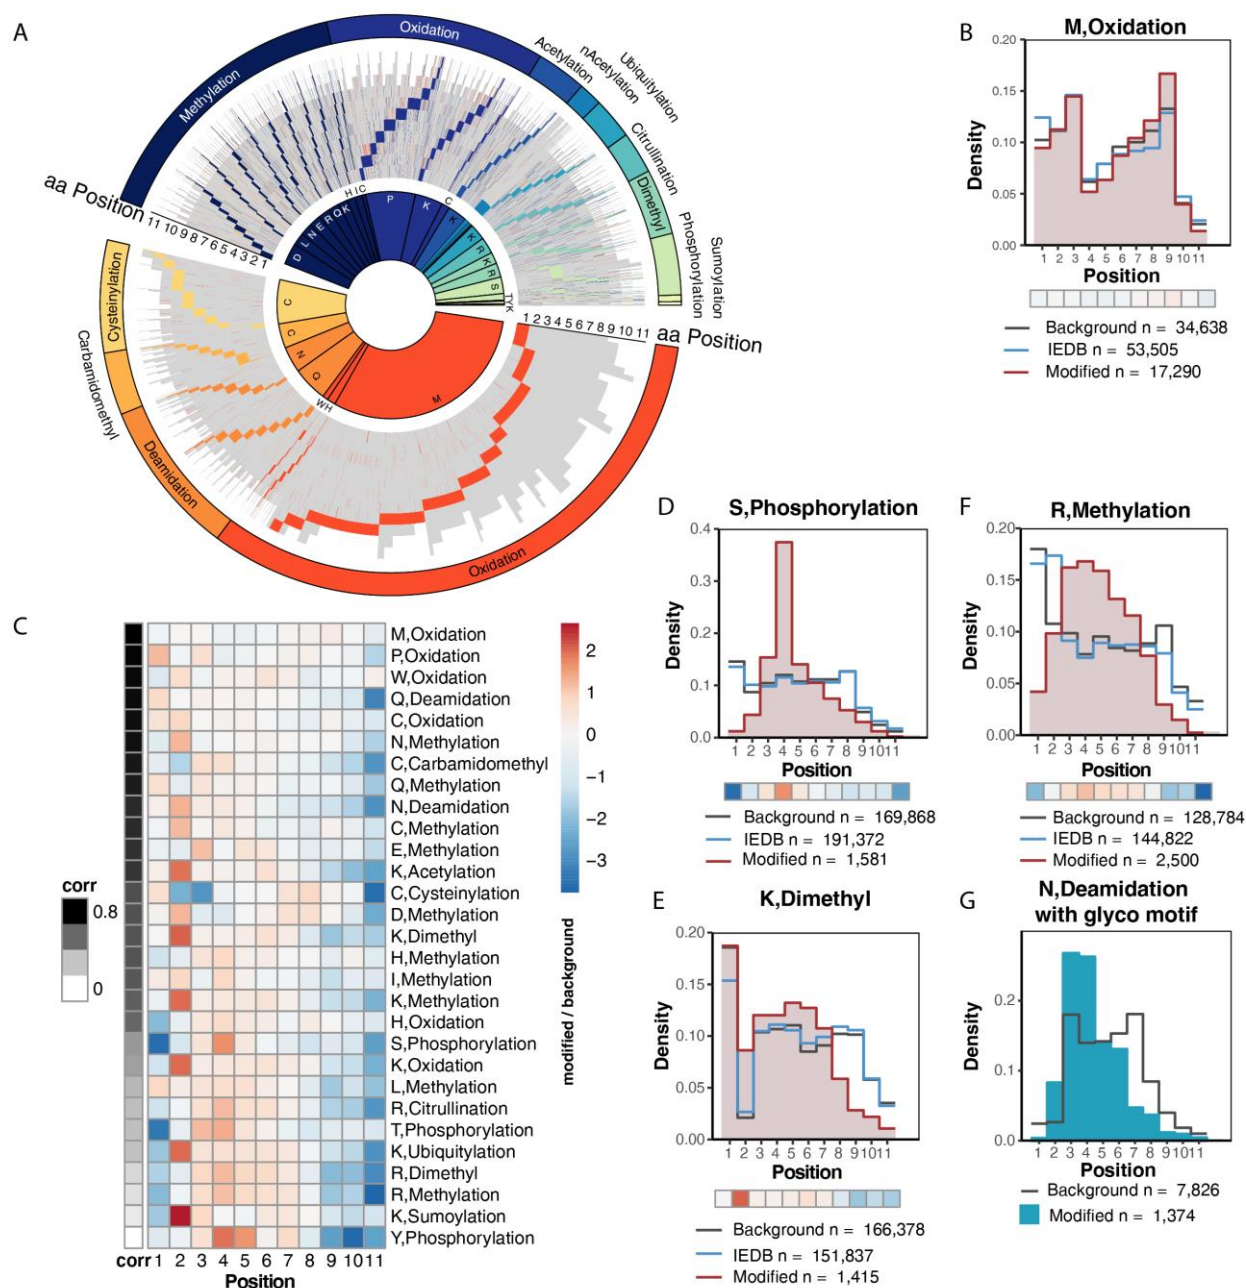 A
Oxidation
Acetylation
nAcetylation
Ubiquitylation
Citrullination
Dimethyl
Phosphorylation
Sumoylation
Methylation
aa Position
11 10 9 8 7 6 5 4 3 2 1
D L N E R Q K H I C P K C K K R K R S T Y K
Cysteinylation
Carbamidomethyl
Deamidation
Oxidation
C C N Q W H M
1 2 3 4 5 6 7 8 9 10 11 aa Position
B
M,Oxidation
0.20
0.15
0.10
0.05
0.00
Density
1 2 3 4 5 6 7 8 9 10 11
Position
Background n = 34,638
IEDB n = 53,505
Modified n = 17,290
C
M,Oxidation
P,Oxidation
W,Oxidation
Q,Deamidation
C,Oxidation
N,Methylation
C,Carbamidomethyl
Q,Methylation
N,Deamidation
C,Methylation
E,Methylation
K,Acetylation
C,Cysteinylation
D,Methylation
K,Dimethyl
H,Methylation
I,Methylation
K,Methylation
H,Oxidation
S,Phosphorylation
K,Oxidation
L,Methylation
R,Citrullination
T,Phosphorylation
K,Ubiquitylation
R,Dimethyl
R,Methylation
K,Sumoylation
Y,Phosphorylation
corr 1 2 3 4 5 6 7 8 9 10 11
Position
corr
0.8
0
2
1
0
−1
−2
−3
modified / background
D
S,Phosphorylation
0.4
0.3
0.2
0.1
0.0
Density
1 2 3 4 5 6 7 8 9 10 11
Position
Background n = 169,868
IEDB n = 191,372
Modified n = 1,581
F
R,Methylation
0.20
0.15
0.10
0.05
0.00
Density
1 2 3 4 5 6 7 8 9 10 11
Position
Background n = 128,784
IEDB n = 144,822
Modified n = 2,500
E
K,Dimethyl
0.20
0.15
0.10
0.05
0.00
Density
1 2 3 4 5 6 7 8 9 10 11
Position
Background n = 166,378
IEDB n = 151,837
Modified n = 1,415
G
N,Deamidation
with glyco motif
0.2
0.1
0.0
Density
1 2 3 4 5 6 7 8 9 10 11
Position
Background n = 7,826
Modified n = 1,374